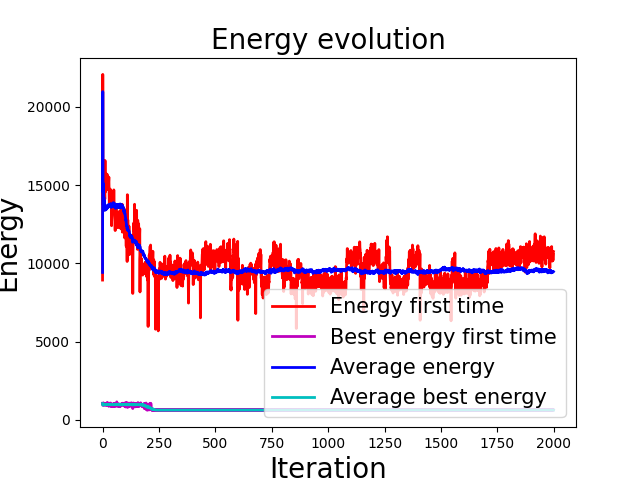 Energy evolution
Energy
20000
15000
10000
5000
0
Energy first time
Best energy first time
Average energy
Average best energy
0 250 500 750 1000 1250 1500 1750 2000
Iteration